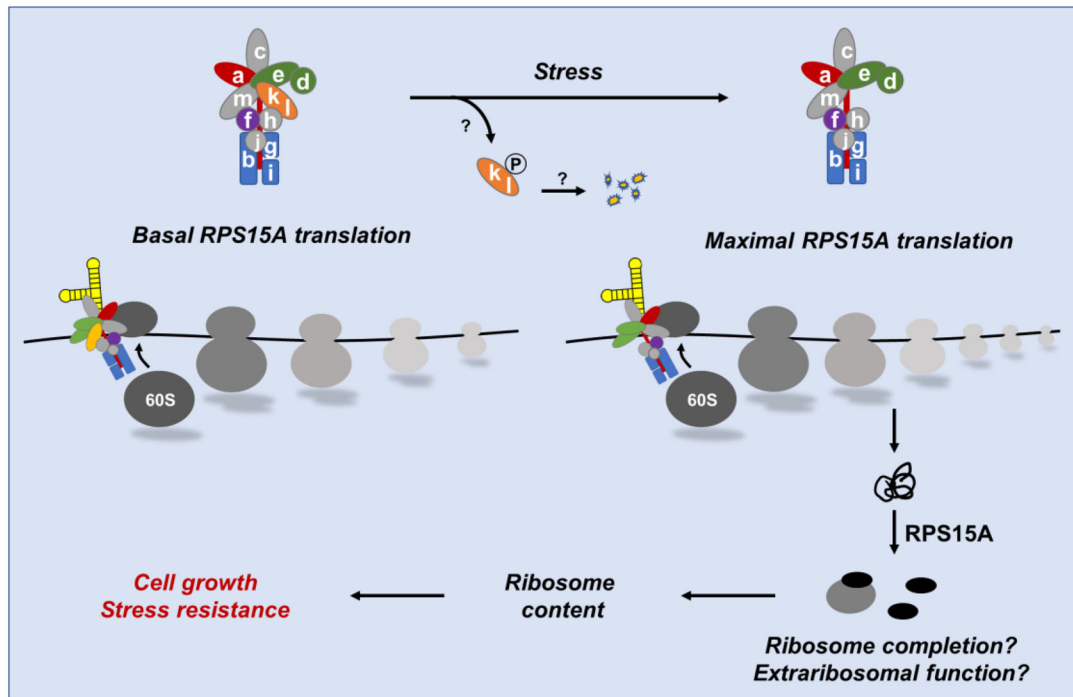 c
a
e
d
m
k
l
f
h
j
b
g
i
Stress
?
k
l
P
?
c
a
e
d
m
f
h
j
b
g
i
Basal RPS15A translation
Maximal RPS15A translation
60S
60S
RPS15A
Cell growth
Stress resistance
Ribosome
content
Ribosome completion?
Extraribosomal function?